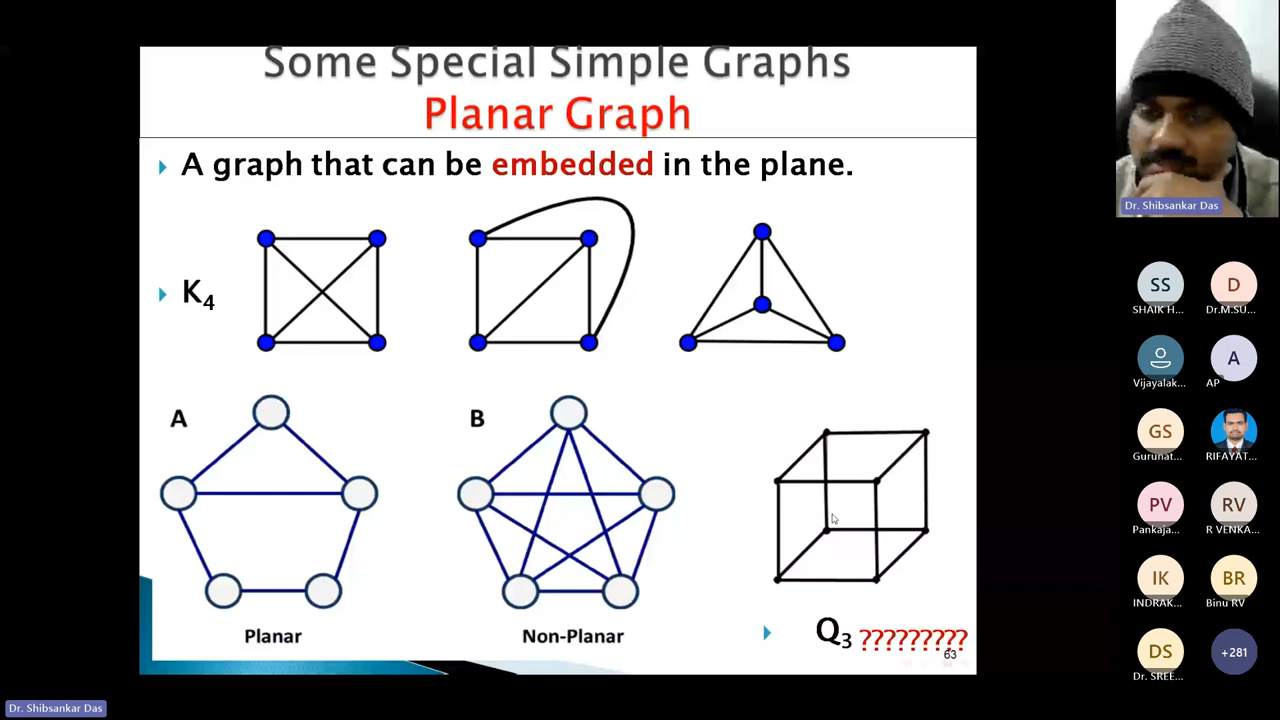 Some Special Simple Graphs
Planar Graph
A graph that can be embedded in the plane.
K4
A
B
Planar
Non-Planar
Q3 ?????????
63
Dr. Shibsankar Das
SS
SHAIK H...
D
Dr.M.SU...
Vijayalak...
A
AP
GS
Gurunat...
RIFAYAT...
PV
Pankaja...
RV
R VENKA...
IK
INDRAK...
BR
Binu RV
DS
Dr. SREE...
+281
Dr. Shibsankar Das